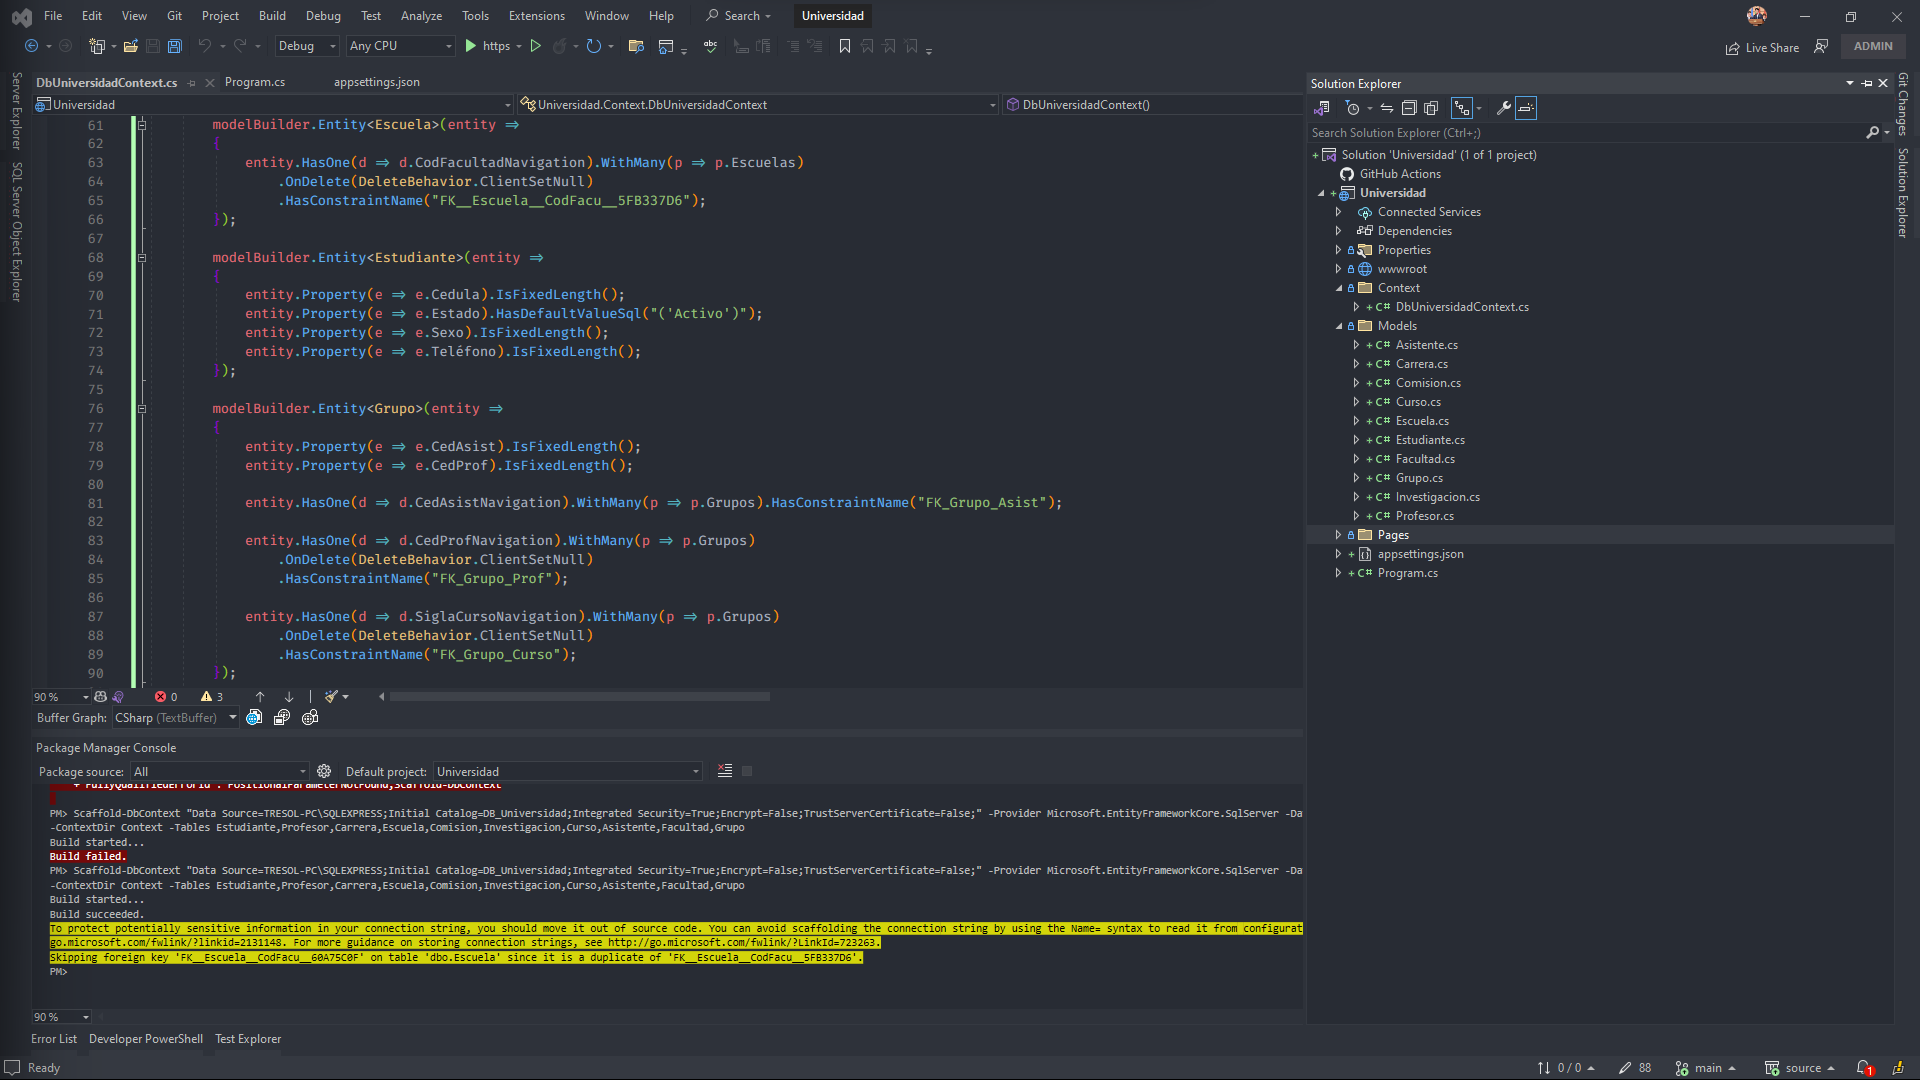 File Edit View Git Project Build Debug Test Analyze Tools Extensions Window Help Search Universidad
Debug Any CPU https Live Share ADMIN
DbUniversidadContext.cs Program.cs appsettings.json
Universidad Universidad.Context.DbUniversidadContext DbUniversidadContext()
61 modelBuilder.Entity<Escuela>(entity =>
62 {
63 entity.HasOne(d => d.CodFacultadNavigation).WithMany(p => p.Escuelas)
64 .OnDelete(DeleteBehavior.ClientSetNull)
65 .HasConstraintName("FK__Escuela__CodFacu__5FB337D6");
66 });
67
68 modelBuilder.Entity<Estudiante>(entity =>
69 {
70 entity.Property(e => e.Cedula).IsFixedLength();
71 entity.Property(e => e.Estado).HasDefaultValueSql("('Activo')");
72 entity.Property(e => e.Sexo).IsFixedLength();
73 entity.Property(e => e.Teléfono).IsFixedLength();
74 });
75
76 modelBuilder.Entity<Grupo>(entity =>
77 {
78 entity.Property(e => e.CedAsist).IsFixedLength();
79 entity.Property(e => e.CedProf).IsFixedLength();
80
81 entity.HasOne(d => d.CedAsistNavigation).WithMany(p => p.Grupos).HasConstraintName("FK_Grupo_Asist");
82
83 entity.HasOne(d => d.CedProfNavigation).WithMany(p => p.Grupos)
84 .OnDelete(DeleteBehavior.ClientSetNull)
85 .HasConstraintName("FK_Grupo_Prof");
86
87 entity.HasOne(d => d.SiglaCursoNavigation).WithMany(p => p.Grupos)
88 .OnDelete(DeleteBehavior.ClientSetNull)
89 .HasConstraintName("FK_Grupo_Curso");
90 });
90 % 0 3
Buffer Graph: CSharp (TextBuffer)
Package Manager Console
Package source: All Default project: Universidad
+ FullyQualifiedErrorId : PositionalParameterNotFound,Scaffold-DbContext
PM> Scaffold-DbContext "Data Source=TRESOL-PC\SQLEXPRESS;Initial Catalog=DB_Universidad;Integrated Security=True;Encrypt=False;TrustServerCertificate=False;" -Provider Microsoft.EntityFrameworkCore.SqlServer -Da
-ContextDir Context -Tables Estudiante,Profesor,Carrera,Escuela,Comision,Investigacion,Curso,Asistente,Facultad,Grupo
Build started...
Build failed.
PM> Scaffold-DbContext "Data Source=TRESOL-PC\SQLEXPRESS;Initial Catalog=DB_Universidad;Integrated Security=True;Encrypt=False;TrustServerCertificate=False;" -Provider Microsoft.EntityFrameworkCore.SqlServer -Da
-ContextDir Context -Tables Estudiante,Profesor,Carrera,Escuela,Comision,Investigacion,Curso,Asistente,Facultad,Grupo
Build started...
Build succeeded.
To protect potentially sensitive information in your connection string, you should move it out of source code. You can avoid scaffolding the connection string by using the Name= syntax to read it from configurat
go.microsoft.com/fwlink/?linkid=2131148. For more guidance on storing connection strings, see http://go.microsoft.com/fwlink/?LinkId=723263.
Skipping foreign key 'FK__Escuela__CodFacu__60A75C0F' on table 'dbo.Escuela' since it is a duplicate of 'FK__Escuela__CodFacu__5FB337D6'.
PM>
90 %
Error List Developer PowerShell Test Explorer
Ready 0 / 0 88 main source 1
Server Explorer
SQL Server Object Explorer
Solution Explorer
Search Solution Explorer (Ctrl+;)
Solution 'Universidad' (1 of 1 project)
GitHub Actions
Universidad
Connected Services
Dependencies
Properties
wwwroot
Context
C# DbUniversidadContext.cs
Models
C# Asistente.cs
C# Carrera.cs
C# Comision.cs
C# Curso.cs
C# Escuela.cs
C# Estudiante.cs
C# Facultad.cs
C# Grupo.cs
C# Investigacion.cs
C# Profesor.cs
Pages
appsettings.json
C# Program.cs
Git Changes
Solution Explorer